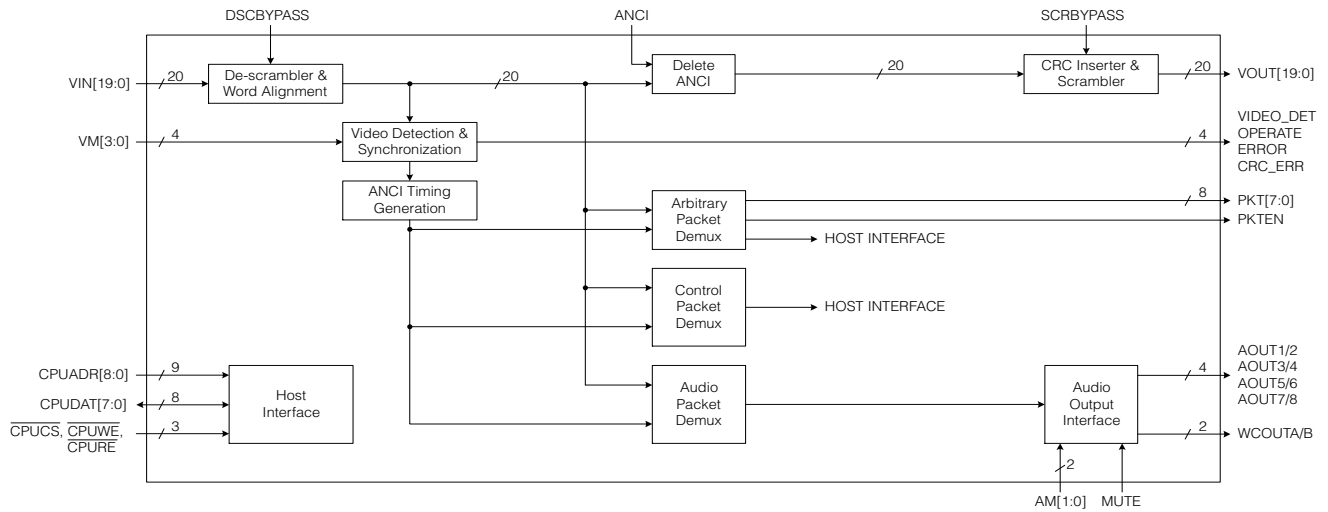 DSCBYPASS
ANCI
SCRBYPASS
VIN[19:0]
20
De-scrambler &
Word Alignment
20
Delete
ANCI
20
CRC Inserter &
Scrambler
20
VOUT[19:0]
VM[3:0]
4
Video Detection &
Synchronization
4
VIDEO_DET
OPERATE
ERROR
CRC_ERR
ANCI Timing
Generation
Arbitrary
Packet
Demux
8
PKT[7:0]
PKTEN
HOST INTERFACE
Control
Packet
Demux
HOST INTERFACE
CPUADR[8:0]
9
CPUDAT[7:0]
8
CPUCS, CPUWE,
CPURE
3
Host
Interface
Audio
Packet
Demux
Audio
Output
Interface
4
AOUT1/2
AOUT3/4
AOUT5/6
AOUT7/8
2
WCOUTA/B
2
AM[1:0]
MUTE